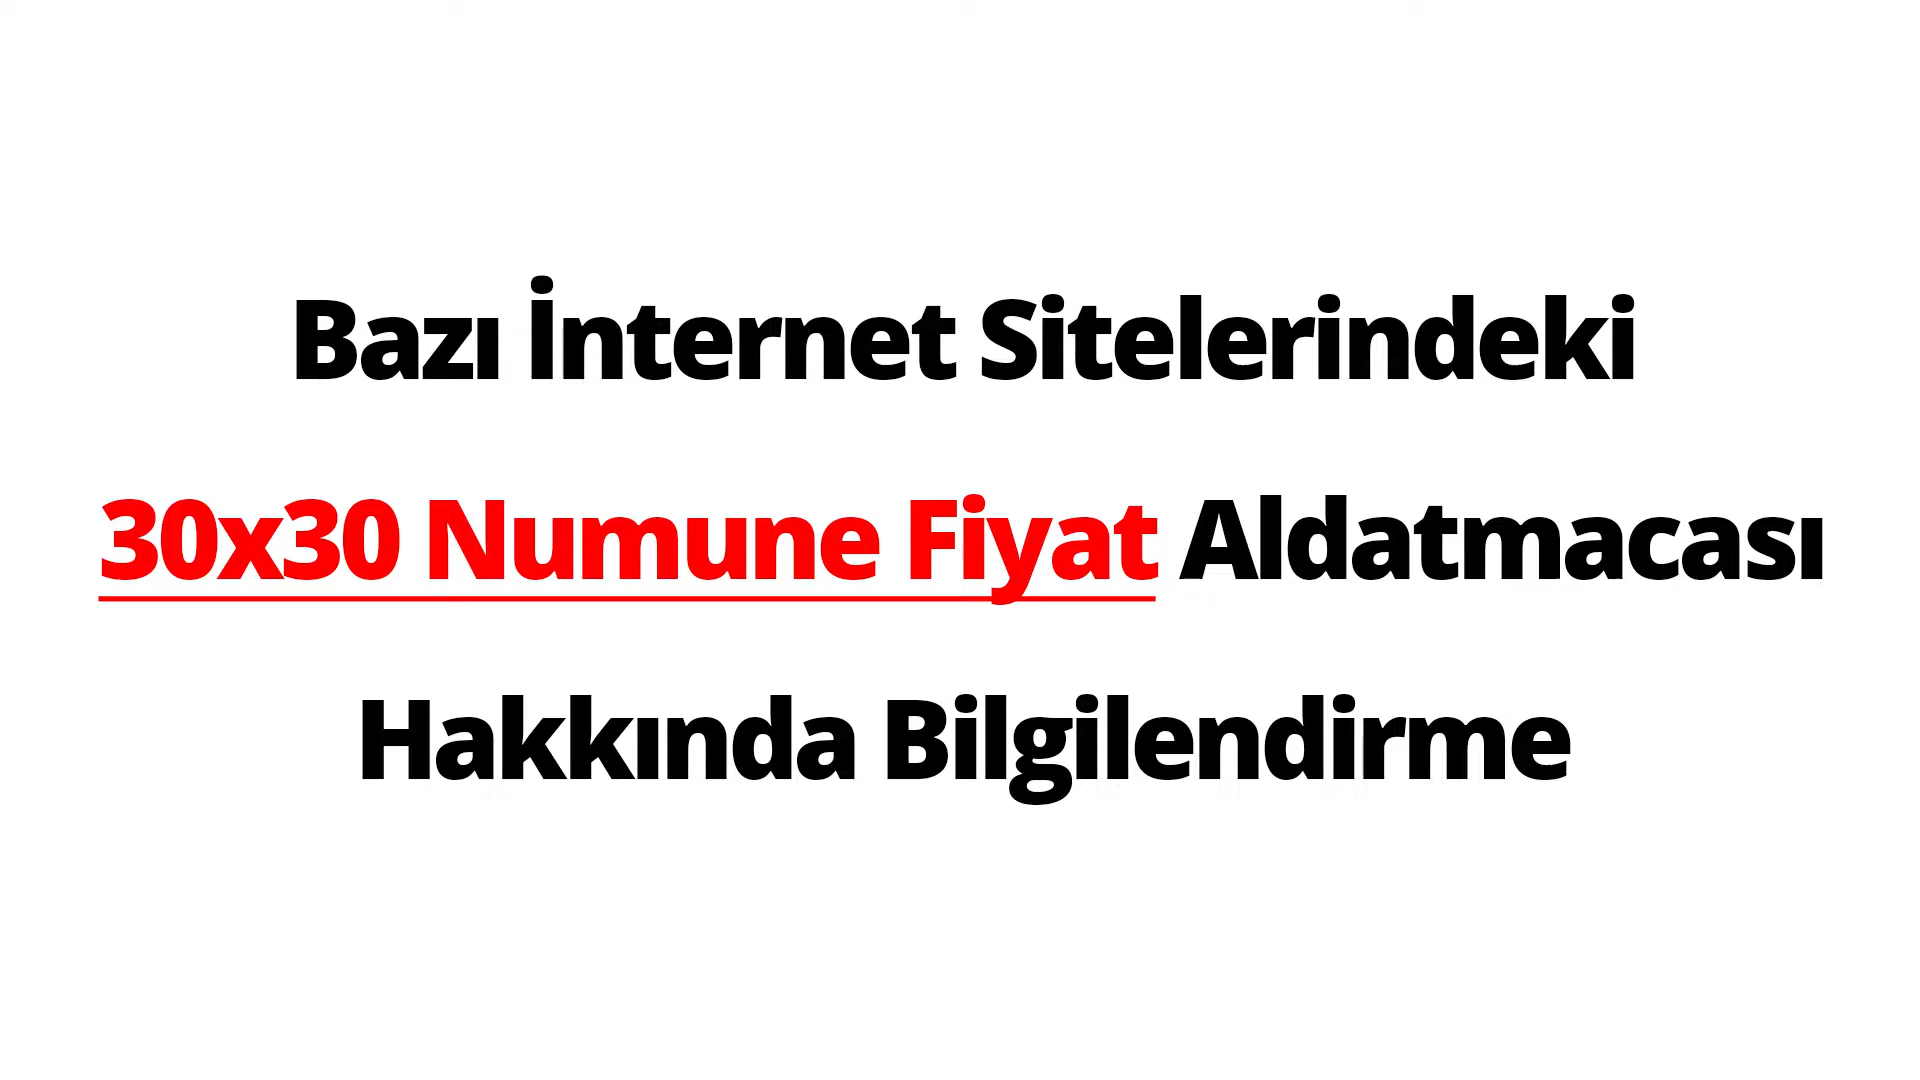 Bazı İnternet Sitelerindeki
30x30 Numune Fiyat Aldatmacası
Hakkında Bilgilendirme